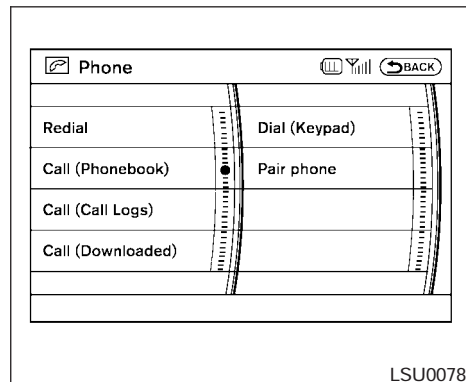 Phone
BACK
Redial
Dial (Keypad)
Call (Phonebook)
Pair phone
Call (Call Logs)
Call (Downloaded)
LSU0078